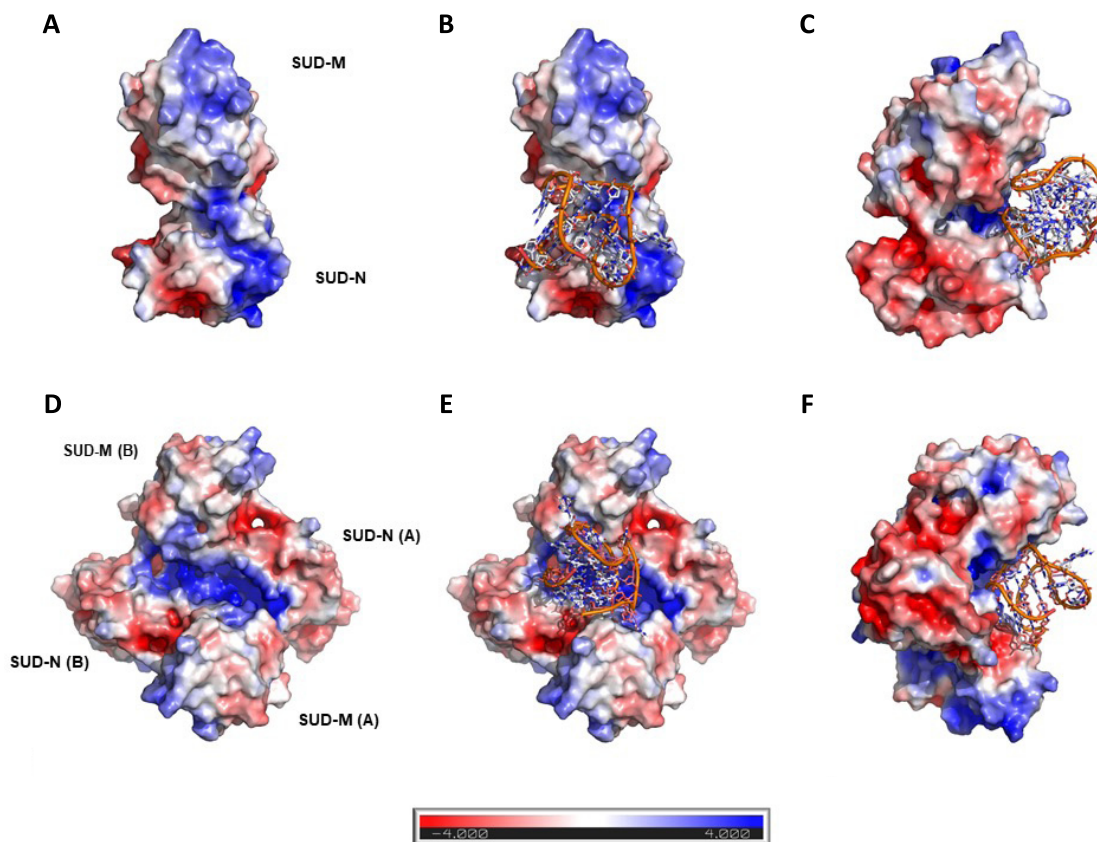 A
B
C
SUD-M
SUD-N
D
E
F
SUD-M (B)
SUD-N (A)
SUD-N (B)
SUD-M (A)
-4.000
4.000